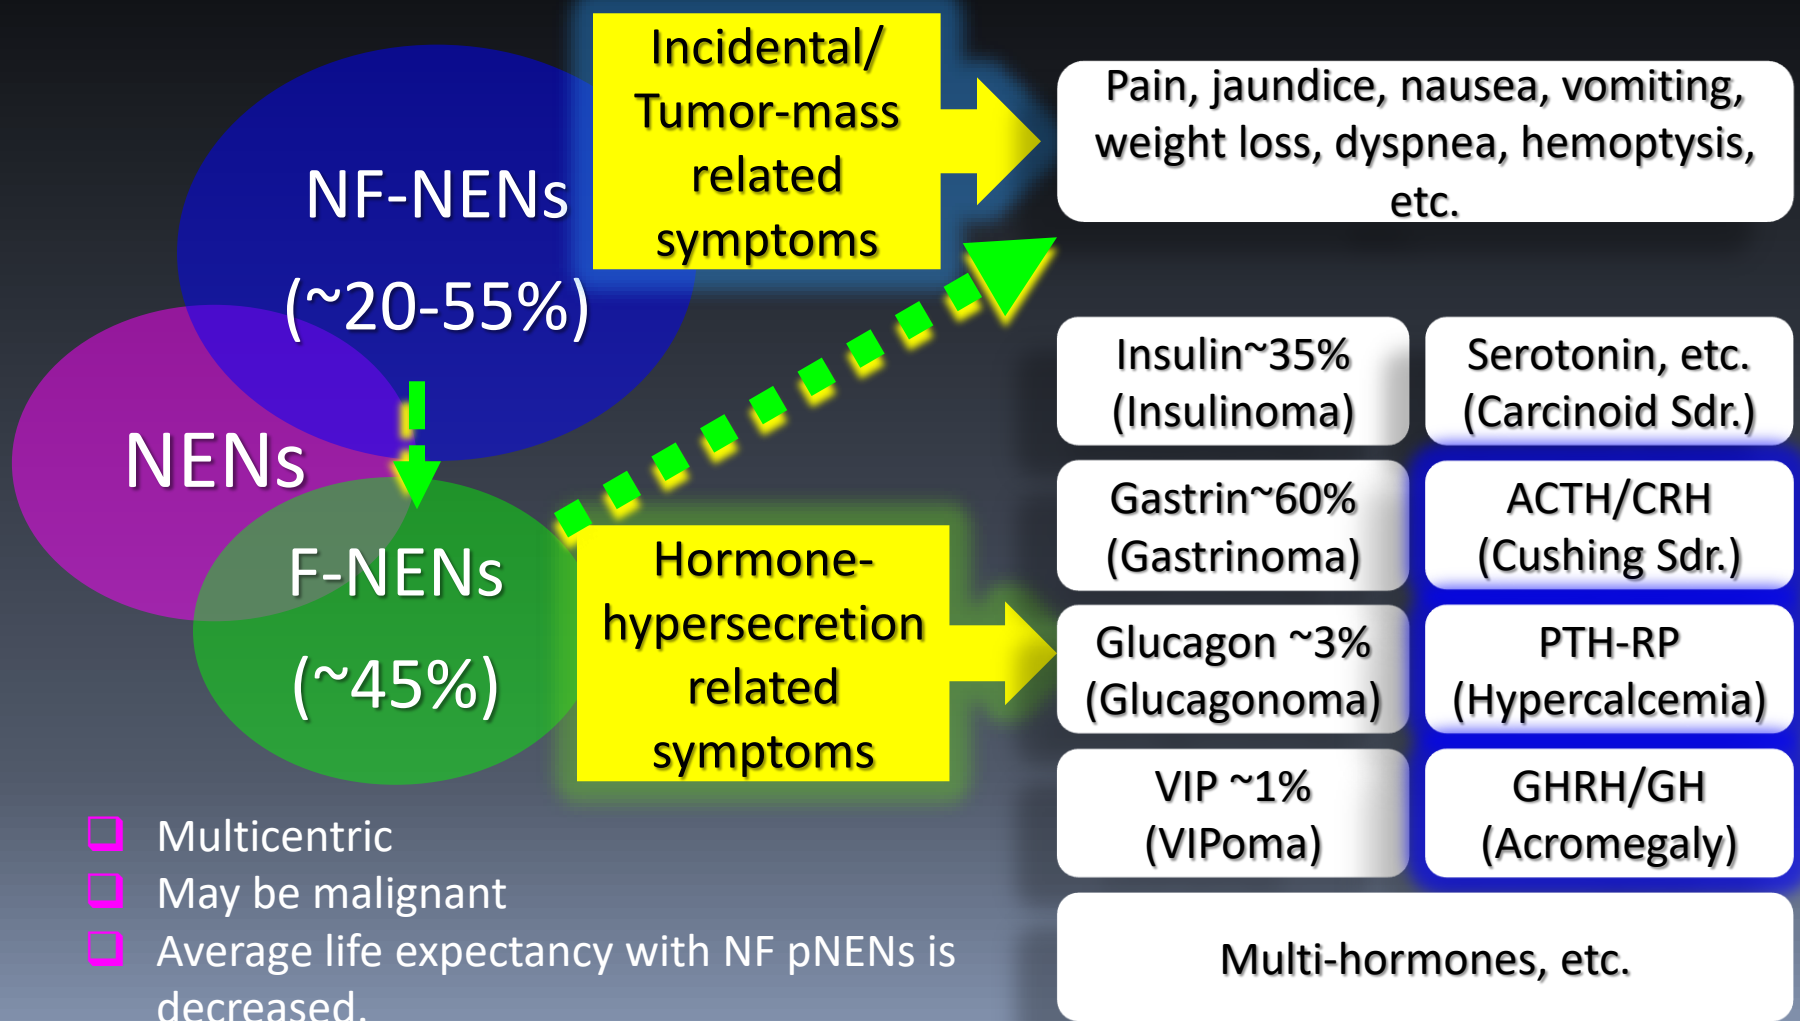 NF-NENs
(~20-55%)
NENs
F-NENs
(~45%)
Incidental/
Tumor-mass
related
symptoms
Pain, jaundice, nausea, vomiting,
weight loss, dyspnea, hemoptysis,
etc.
Hormone-
hypersecretion
related
symptoms
Insulin~35%
(Insulinoma)
Serotonin, etc.
(Carcinoid Sdr.)
Gastrin~60%
(Gastrinoma)
ACTH/CRH
(Cushing Sdr.)
Glucagon ~3%
(Glucagonoma)
PTH-RP
(Hypercalcemia)
VIP ~1%
(VIPoma)
GHRH/GH
(Acromegaly)
Multi-hormones, etc.
Multicentric
May be malignant
Average life expectancy with NF pNENs is
decreased.